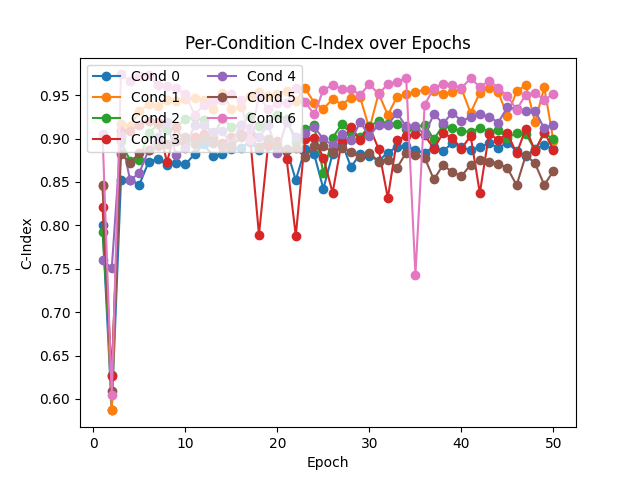 Per-Condition C-Index over Epochs
Cond 0
Cond 1
Cond 2
Cond 3
Cond 4
Cond 5
Cond 6
C-Index
0.95
0.90
0.85
0.80
0.75
0.70
0.65
0.60
0
10
20
30
40
50
Epoch